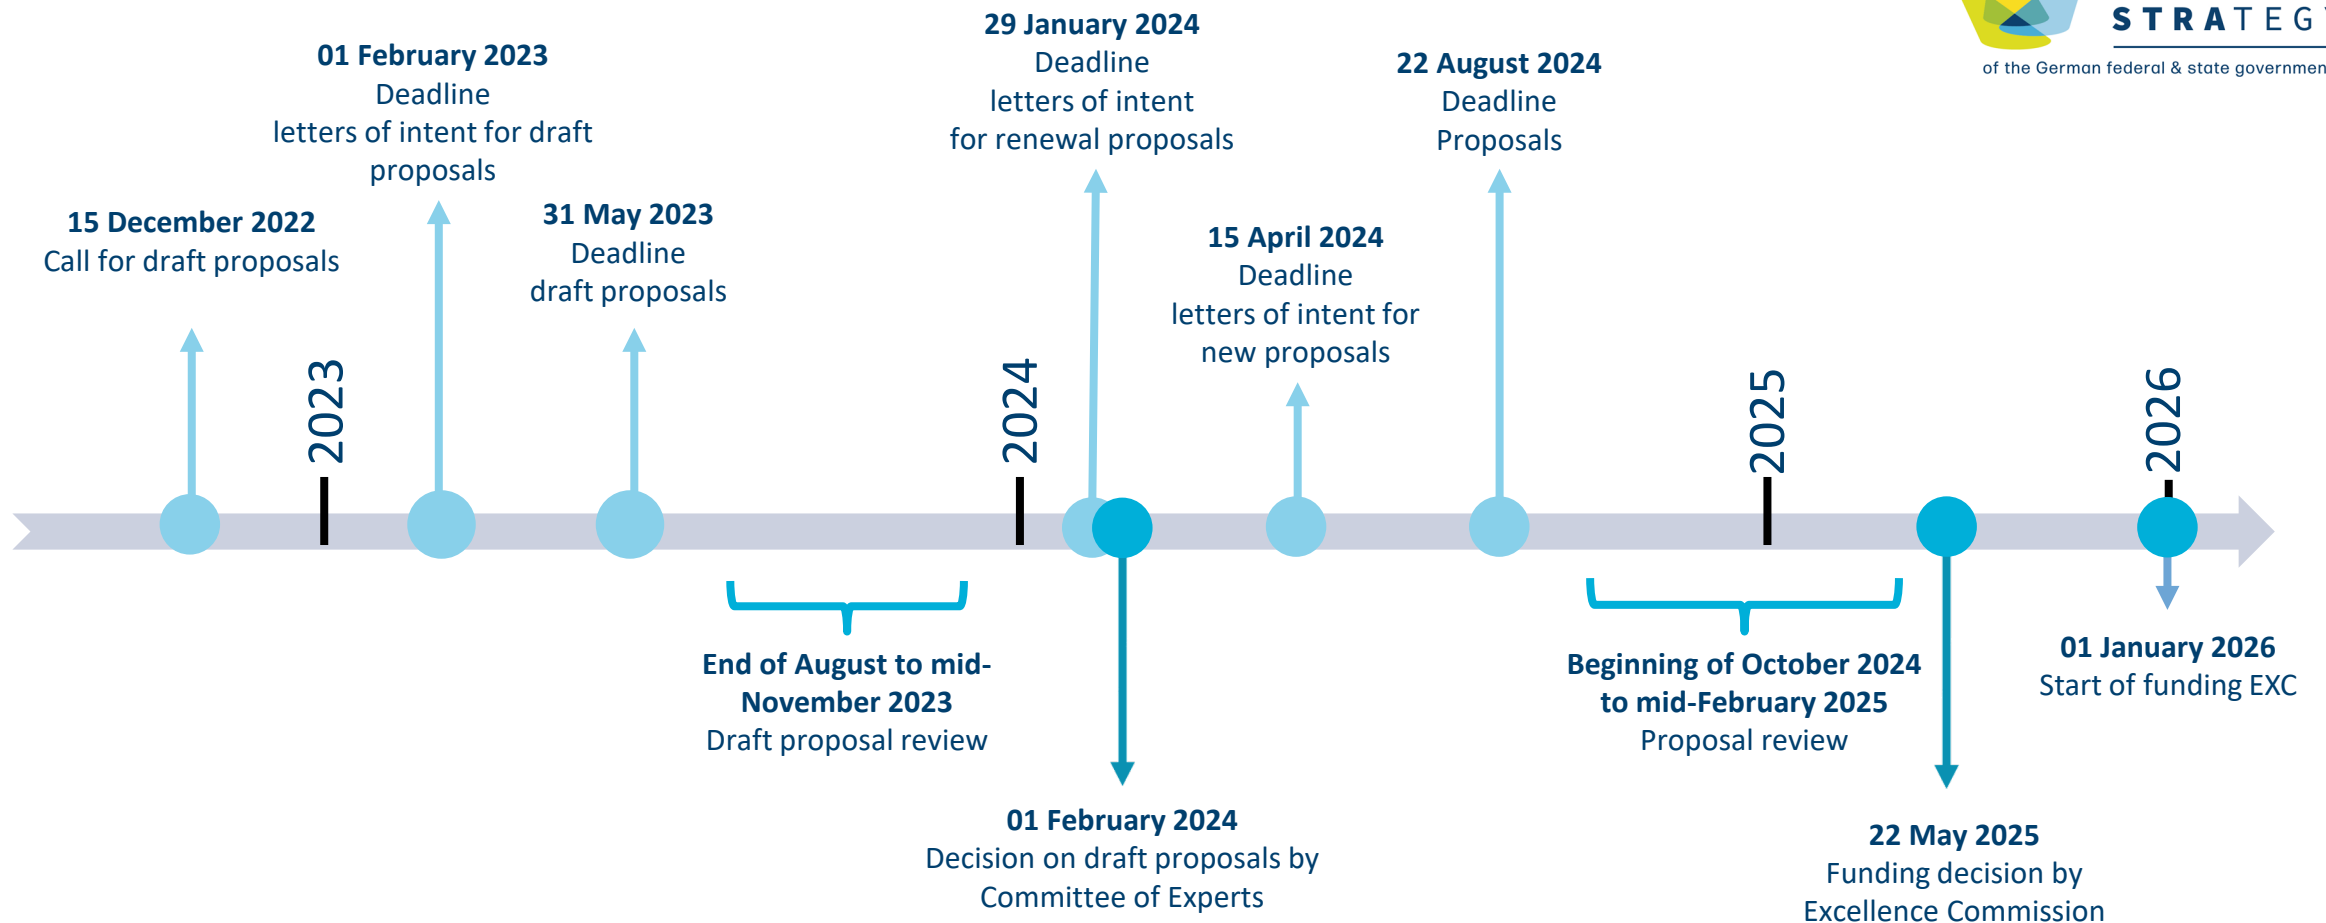 STRATEGY
of the German federal & state governmen
29 January 2024
Deadline
letters of intent
for renewal proposals
01 February 2023
Deadline
letters of intent for draft
proposals
22 August 2024
Deadline
Proposals
15 December 2022
Call for draft proposals
31 May 2023
Deadline
draft proposals
15 April 2024
Deadline
letters of intent for
new proposals
2023
2024
2025
2026
End of August to mid-
November 2023
Draft proposal review
Beginning of October 2024
to mid-February 2025
Proposal review
01 January 2026
Start of funding EXC
01 February 2024
Decision on draft proposals by
Committee of Experts
22 May 2025
Funding decision by
Excellence Commission